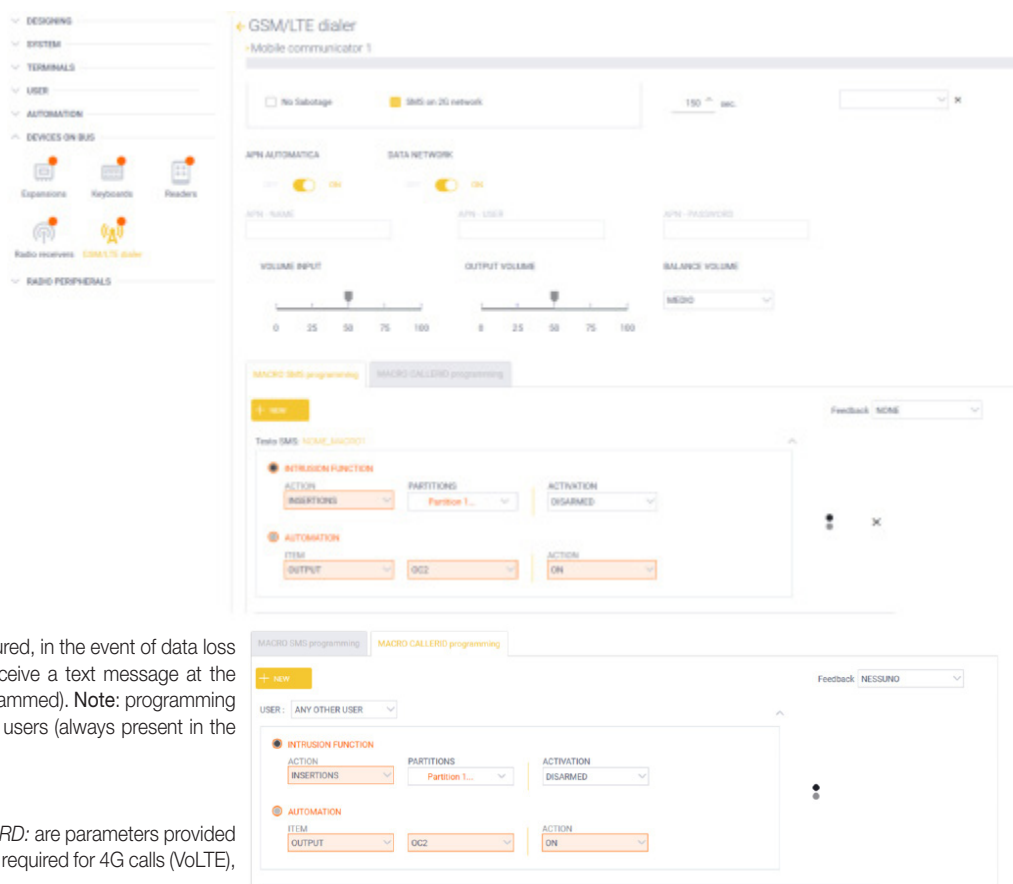 DESIGNING
SYSTEM
TERMINALS
USER
AUTOMATION
DEVICES ON BUS
Expansions Keyboards Readers
Radio receivers GSM/LTE dialer
RADIO PERIPHERALS
GSM/LTE dialer
Mobile communicator 1
No Sabotage SMS on 2G network 150 sec.
APN AUTOMATICA DATA NETWORK
OFF ON OFF ON
APN - NAME APN - USER APN - PASSWORD
VOLUME INPUT OUTPUT VOLUME BALANCE VOLUME
MEDIO
0 25 50 75 100 0 25 50 75 100
MACRO SMS programming MACRO CALLERID programming
+ NEW Feedback NONE
Testo SMS: NOME_MACRO1
INTRUSION FUNCTION
ACTION PARTITIONS ACTIVATION
INSERTIONS Partition 1... DISARMED
AUTOMATION
ITEM ACTION
OUTPUT OC2 ON
ured, in the event of data loss
ceive a text message at the
ammed). Note: programming
users (always present in the
RD: are parameters provided
required for 4G calls (VoLTE),
MACRO SMS programming MACRO CALLERID programming
+ NEW Feedback NESSUNO
USER : ANY OTHER USER
INTRUSION FUNCTION
ACTION PARTITIONS ACTIVATION
INSERTIONS Partition 1... DISARMED
AUTOMATION
ITEM ACTION
OUTPUT OC2 ON